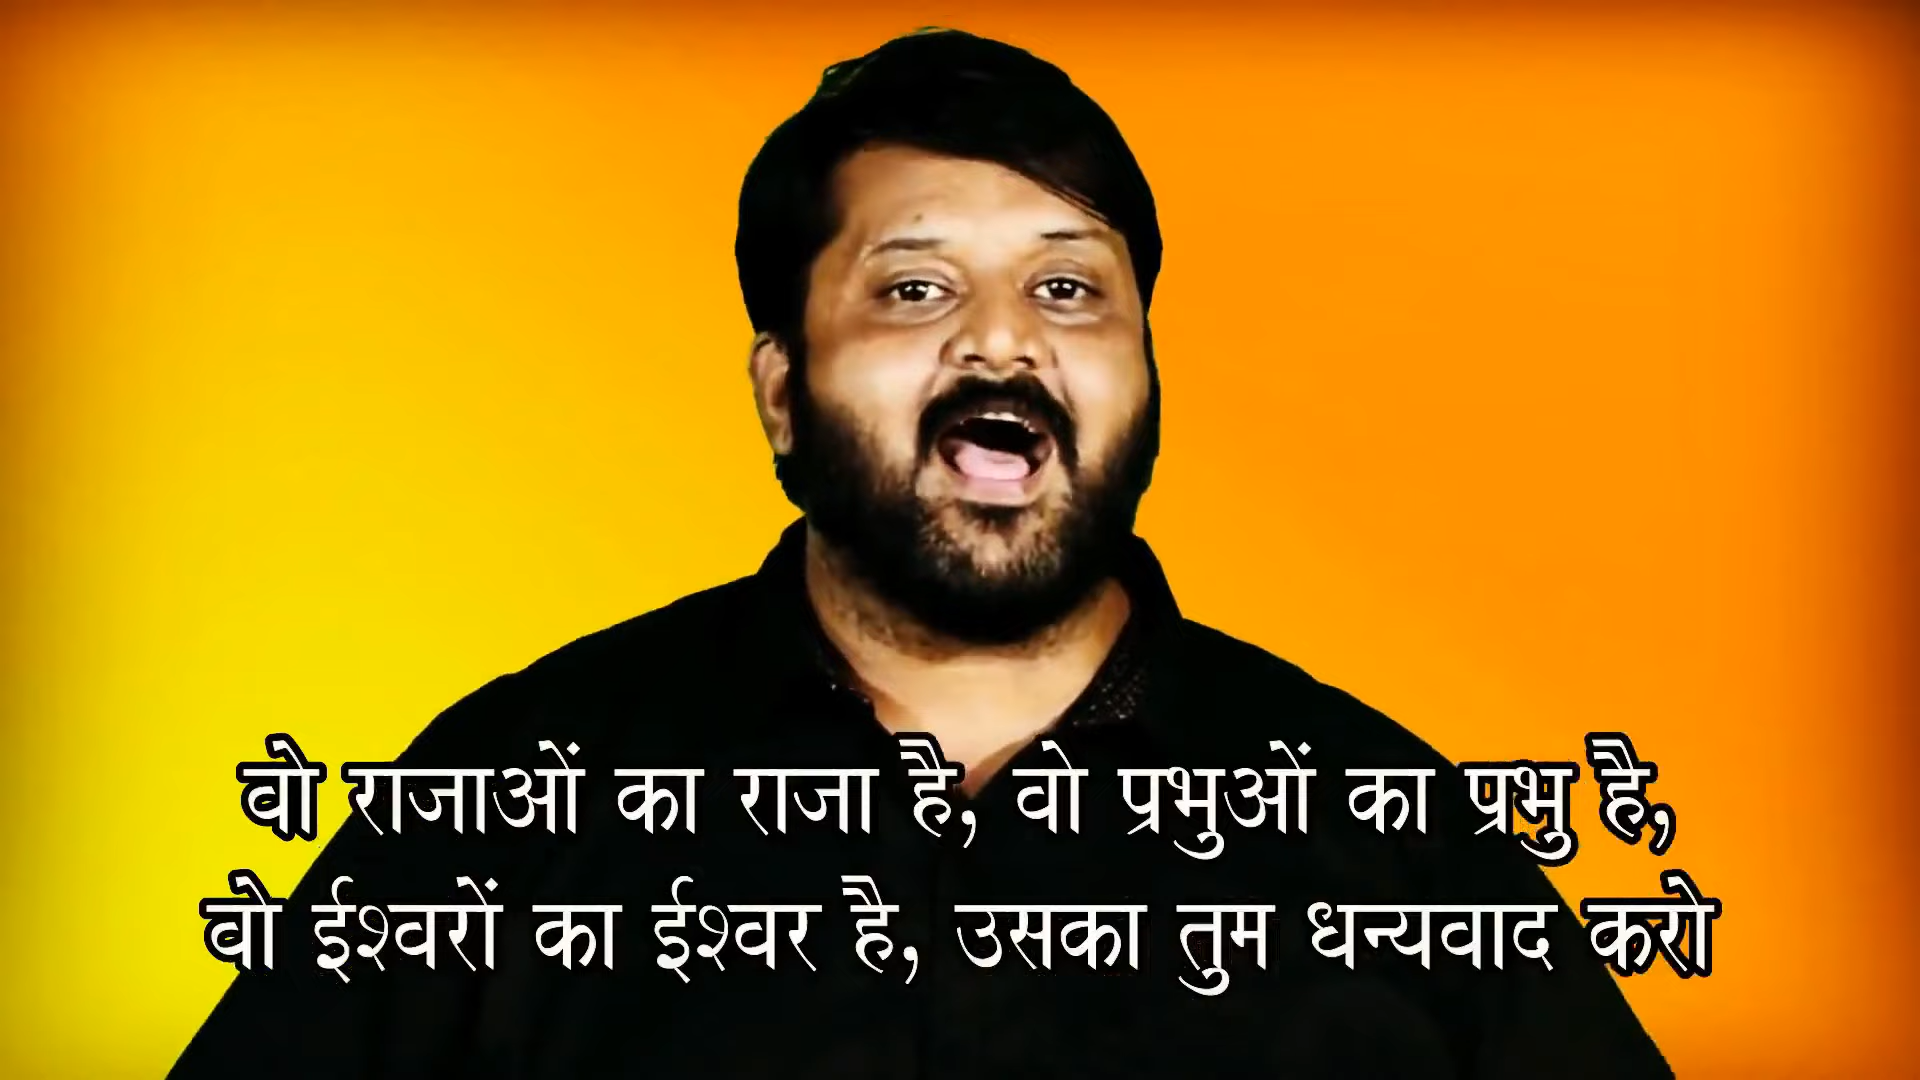 वो राजाओं का राजा है, वो प्रभुओं का प्रभु है,
वो ईश्वरों का ईश्वर है, उसका तुम धन्यवाद करो